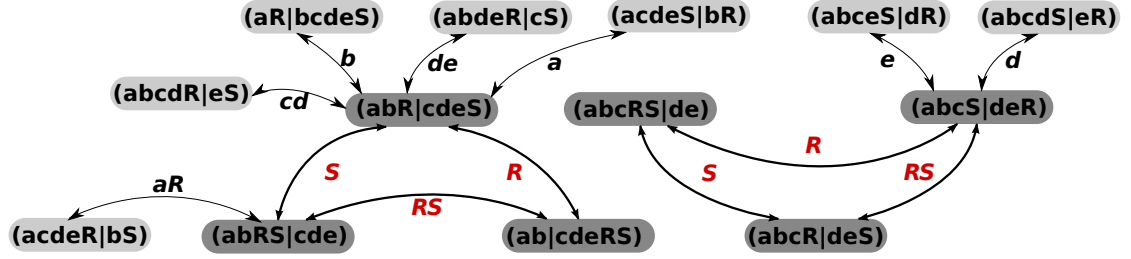 (aR|bcdeS) (abdeR|cS) (acdeS|bR) (abceS|dR) (abcdS|eR)
b de a e d
(abcdR|eS) cd (abR|cdeS) (abcRS|de) (abcS|deR)
R
S R S RS
aR
RS
(acdeR|bS) (abRS|cde) (ab|cdeRS) (abcR|deS)